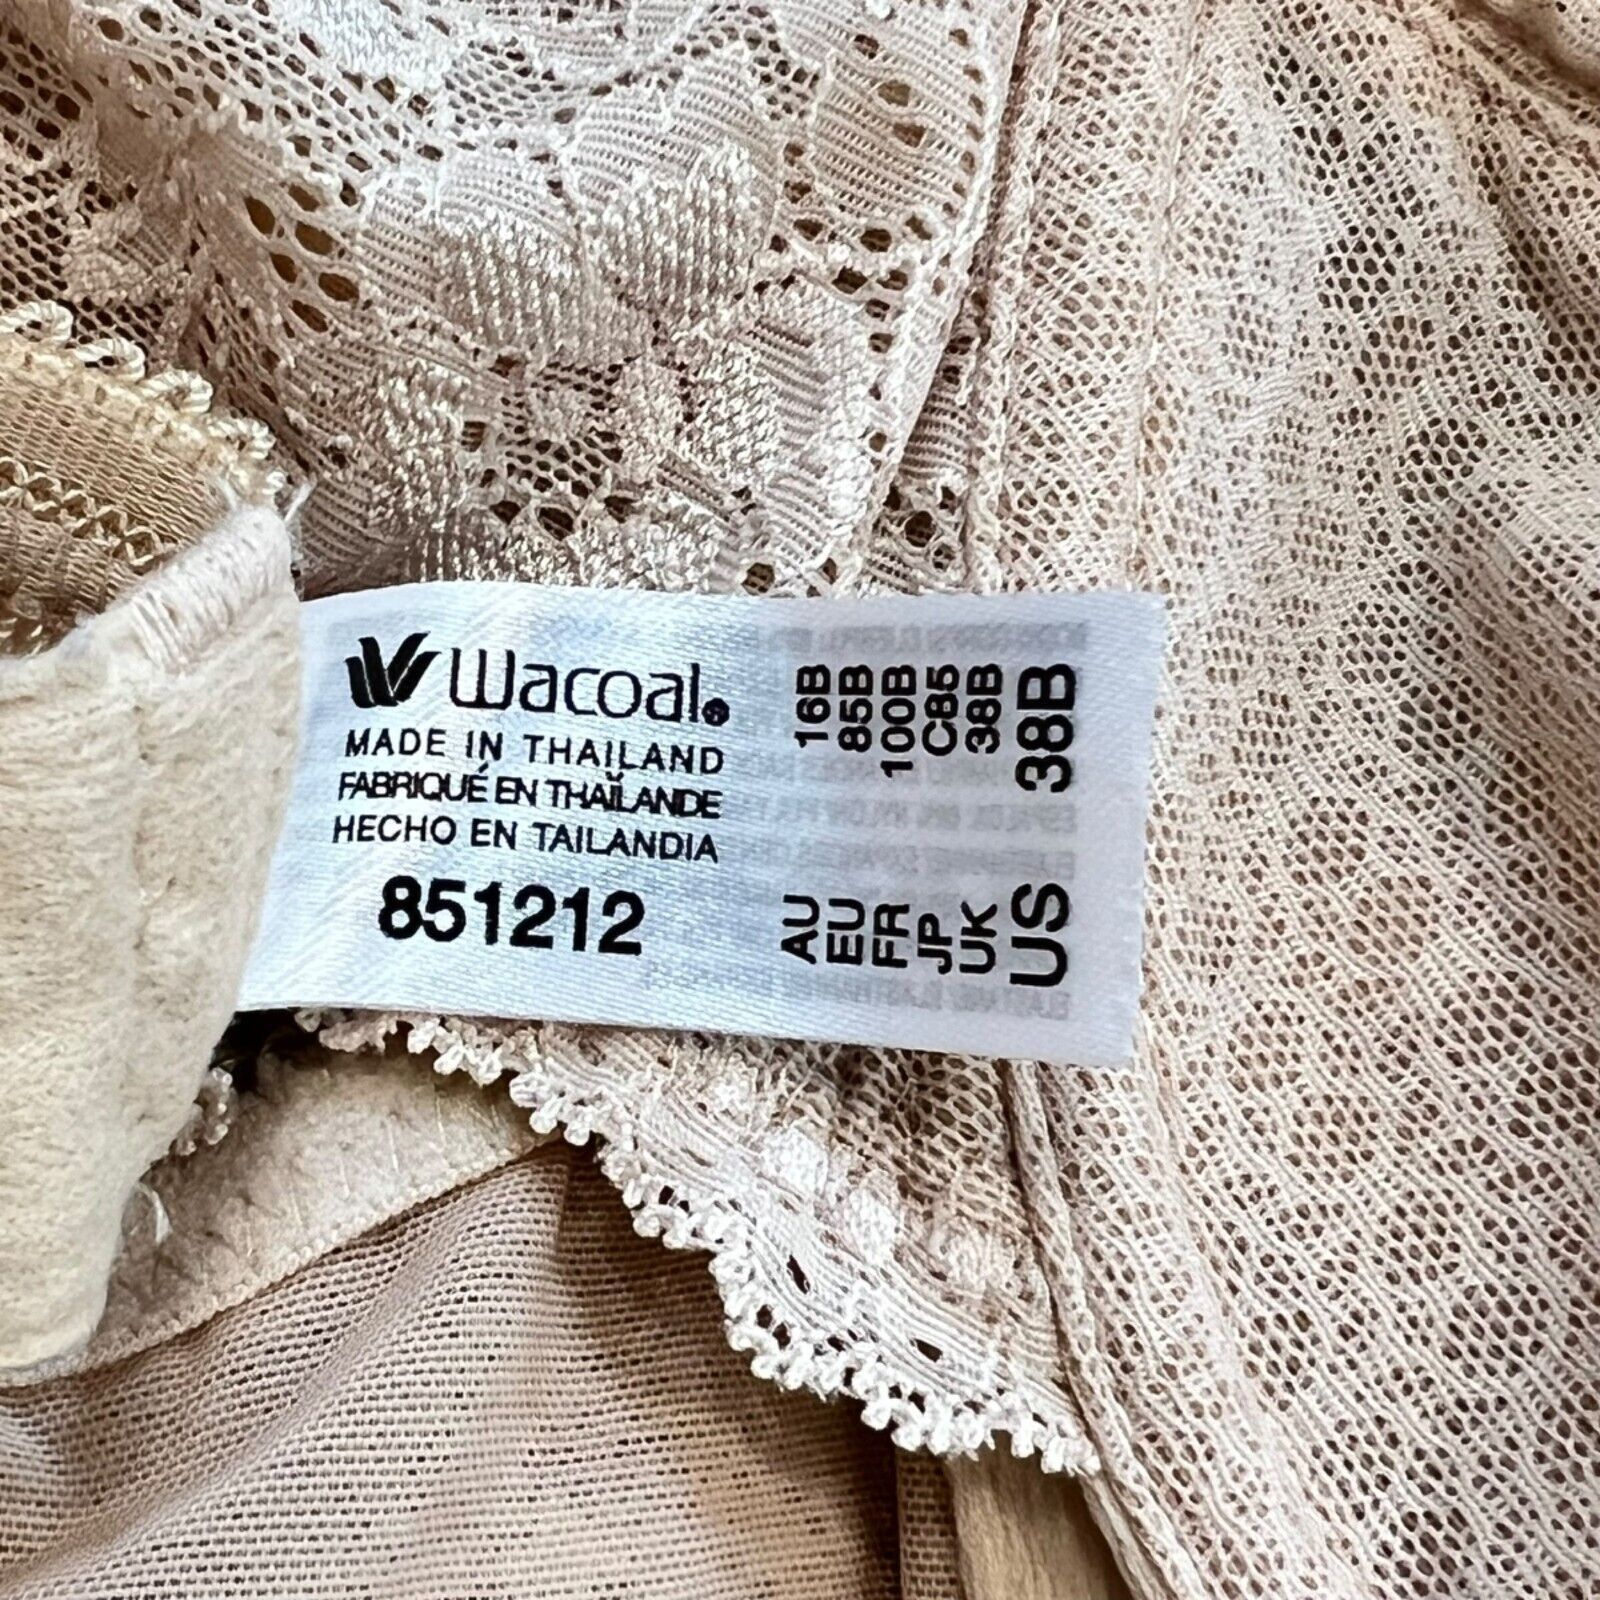 Wacoal
MADE IN THAILAND
FABRIQUÉ EN THAÏLANDE
HECHO EN TAILANDIA
851212
AU 16B
EU 85B
FR 100B
JP C85
UK 38B
US 38B